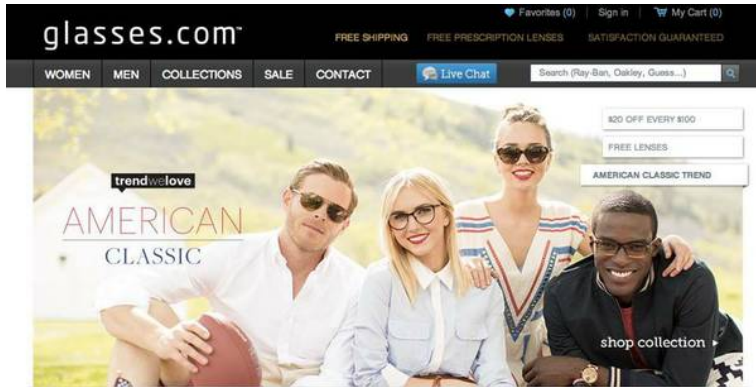 Favorites (0) Sign in My Cart (0)
glasses.com™
FREE SHIPPING FREE PRESCRIPTION LENSES SATISFACTION GUARANTEED
WOMEN MEN COLLECTIONS SALE CONTACT Live Chat Search (Ray-Ban, Oakley, Guess...)
$20 OFF EVERY $100
FREE LENSES
AMERICAN CLASSIC TREND
trendwelove
AMERICAN
CLASSIC
shop collection